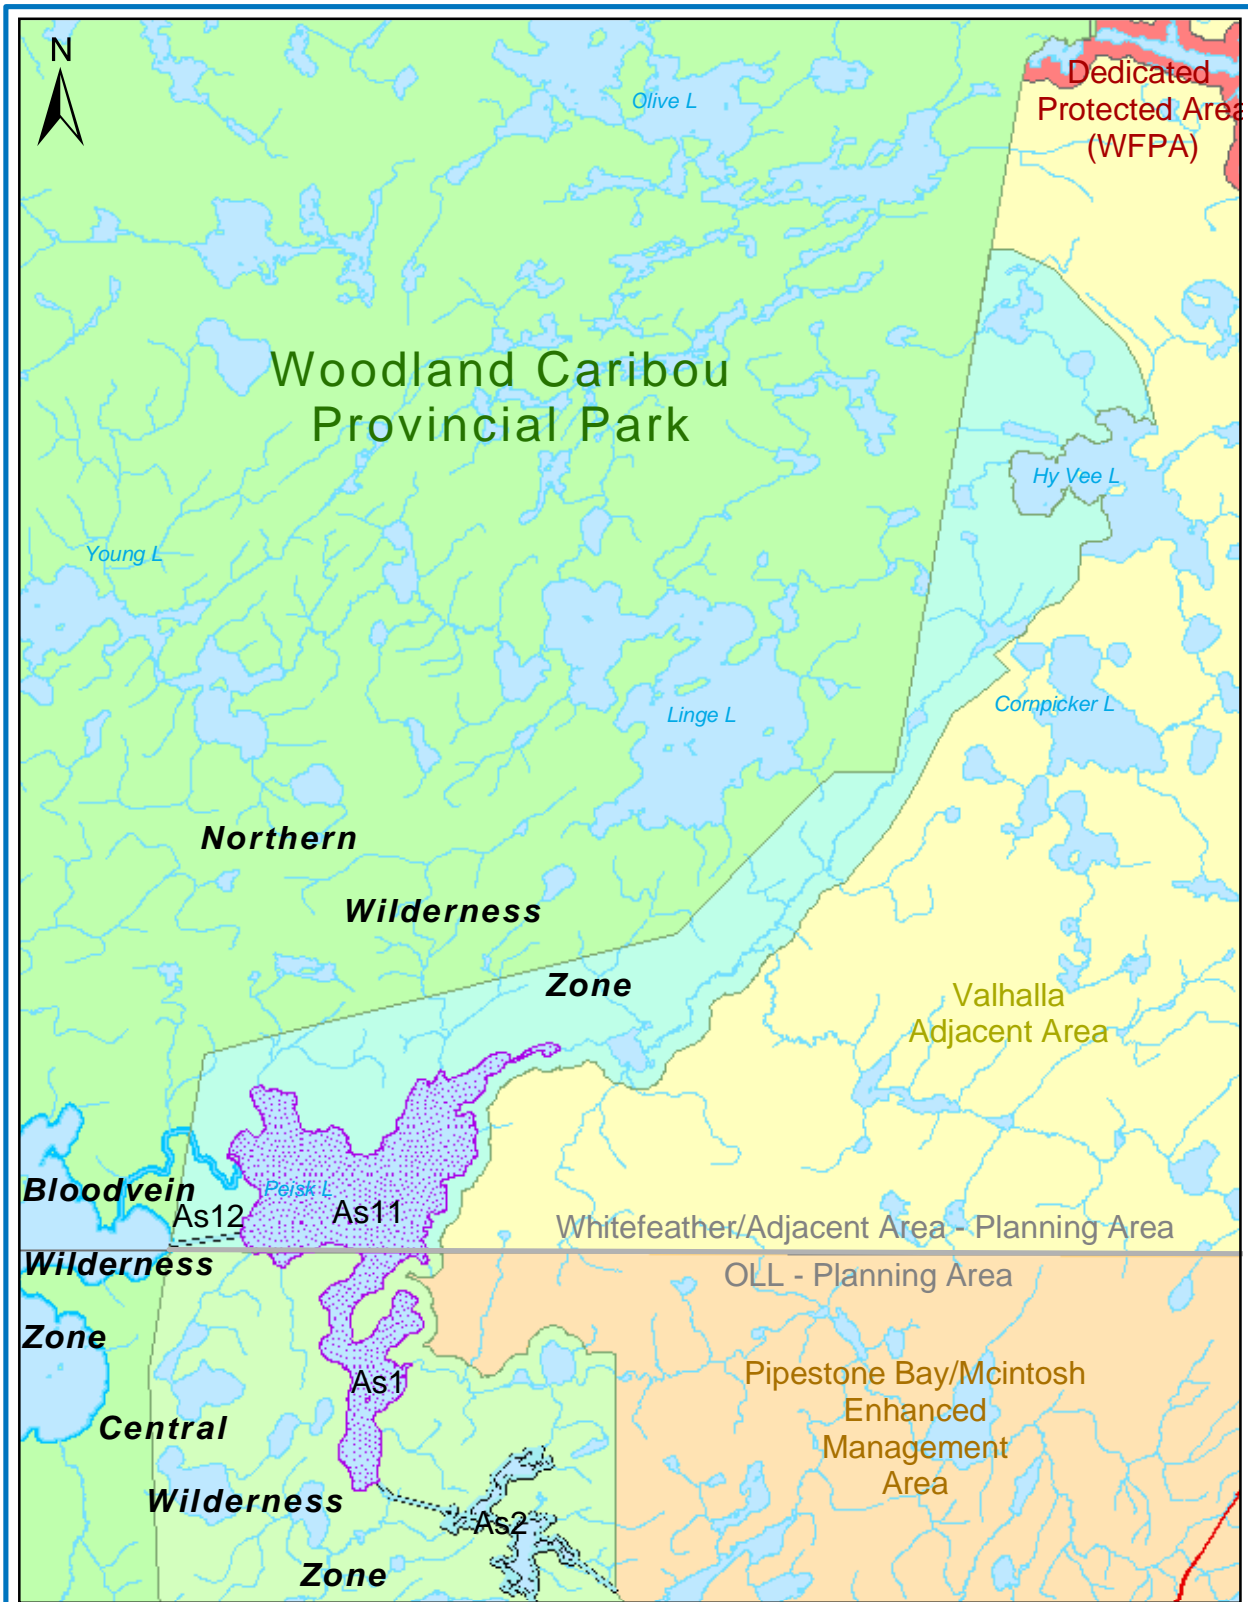 N
Olive L
Dedicated
Protected Area
(WFPA)
Woodland Caribou
Provincial Park
Hy Vee L
Young L
Linge L
Cornpicker L
Northern
Wilderness
Zone
Valhalla
Adjacent Area
Bloodvein
Peisk L
As12
As11
Whitefeather/Adjacent Area - Planning Area
Wilderness
OLL - Planning Area
Zone
As1
Pipestone Bay/Mcintosh
Enhanced
Management
Area
Central
Wilderness
As2
Zone